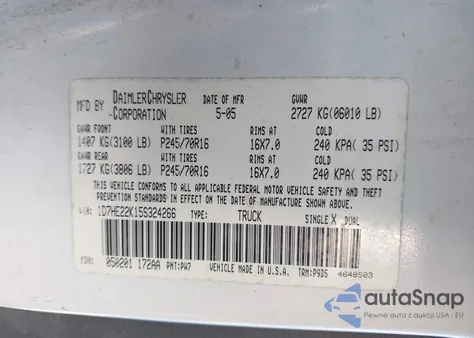 DAIMLERCHRYSLER CORPORATION DATE OF MFR 5-05 GVWR 2727 KG(06010 LB)
GAWR FRONT WITH TIRES RIMS AT COLD
1407 KG(3100 LB) P245/70R16 16X7.0 240 KPA( 35 PSI)
GAWR REAR WITH TIRES RIMS AT COLD
1727 KG(3806 LB) P245/70R16 16X7.0 240 KPA( 35 PSI)
THIS VEHICLE CONFORMS TO ALL APPLICABLE FEDERAL MOTOR VEHICLE SAFETY, BUMPER AND THEFT
PREVENTION STANDARDS IN EFFECT ON THE DATE OF MANUFACTURE SHOWN ABOVE.
VIN: 1D7HE22K15S324266 TYPE: TRUCK SINGLE X DUAL
MDH: 050201 172AA PNT: PW7 VEHICLE MADE IN U.S.A. TRM: P9D5 4648503
autoSnap
Pewne auta z aukcji USA i EU